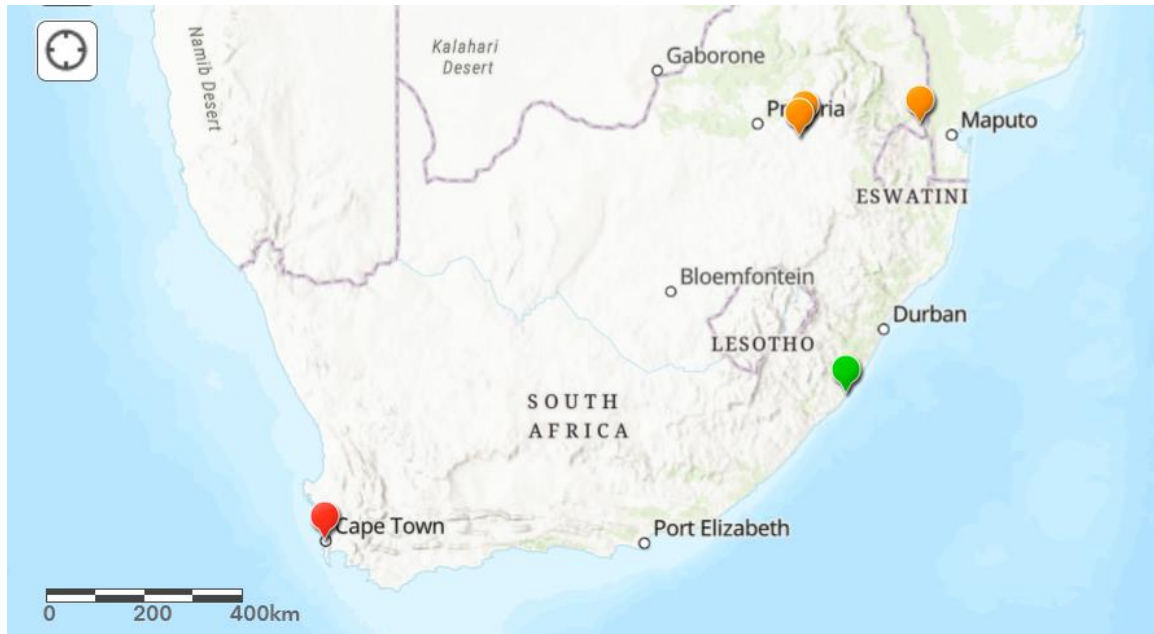 Namib Desert
Kalahari
Desert
Gaborone
Maputo
ESWATINI
Bloemfontein
Durban
LESOTHO
SOUTH
AFRICA
Cape Town
Port Elizabeth
0 200 400km